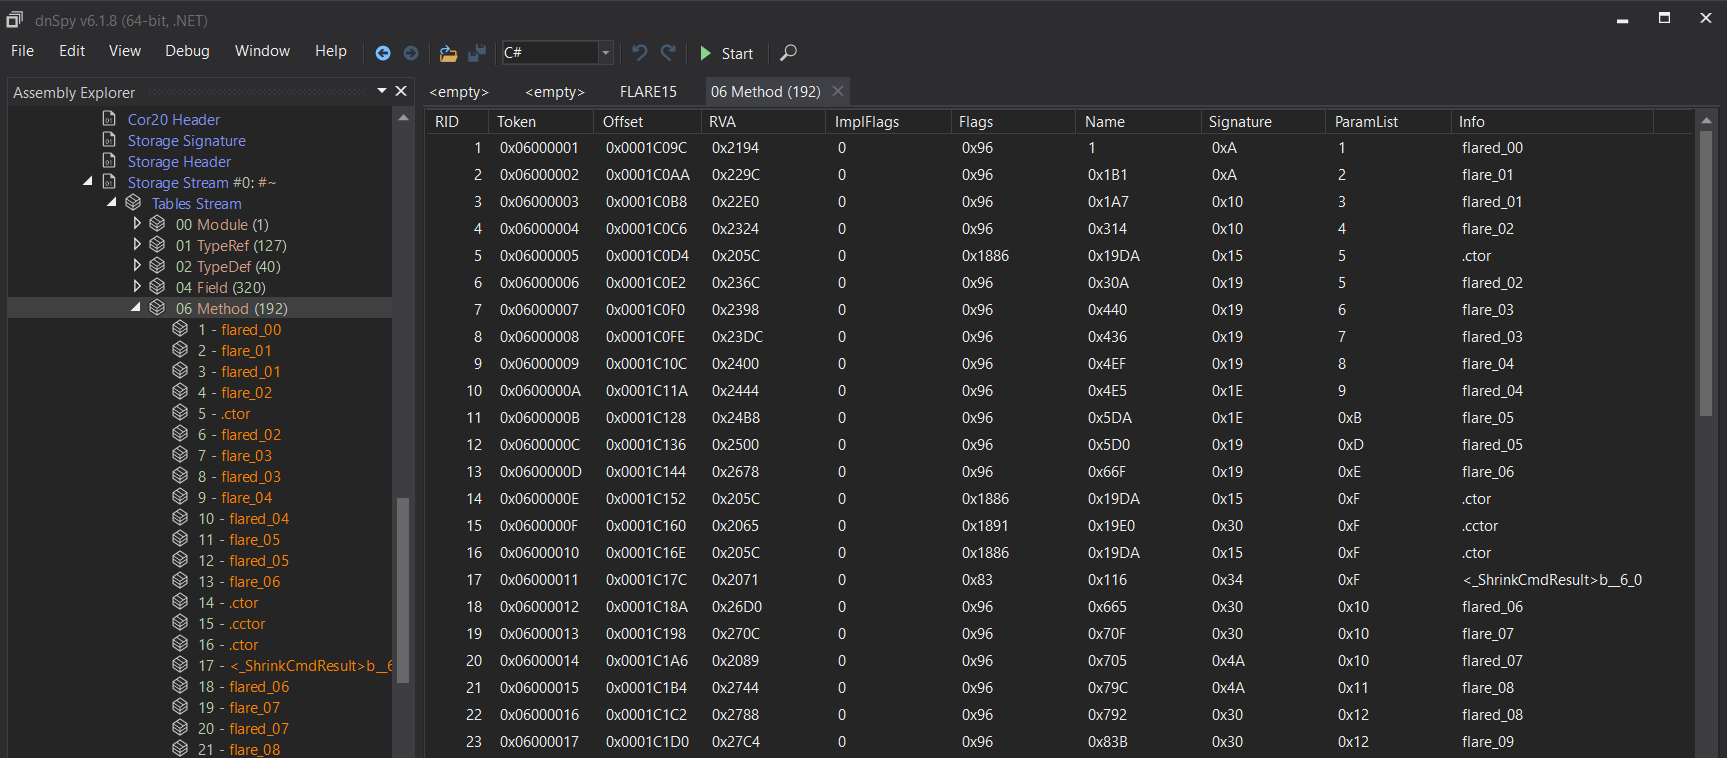 dnSpy v6.1.8 (64-bit, .NET)
File Edit View Debug Window Help C# Start
Assembly Explorer
Cor20 Header
Storage Signature
Storage Header
Storage Stream #0: #~
Tables Stream
00 Module (1)
01 TypeRef (127)
02 TypeDef (40)
04 Field (320)
06 Method (192)
1 - flared_00
2 - flare_01
3 - flared_01
4 - flare_02
5 - .ctor
6 - flared_02
7 - flare_03
8 - flared_03
9 - flare_04
10 - flared_04
11 - flare_05
12 - flared_05
13 - flare_06
14 - .ctor
15 - .cctor
16 - .ctor
17 - <_ShrinkCmdResult>b__6
18 - flared_06
19 - flare_07
20 - flared_07
21 - flare_08
<empty> <empty> FLARE15 06 Method (192)
RID Token Offset RVA ImplFlags Flags Name Signature ParamList Info
1 0x06000001 0x0001C09C 0x2194 0 0x96 1 0xA 1 flared_00
2 0x06000002 0x0001C0AA 0x229C 0 0x96 0x1B1 0xA 2 flare_01
3 0x06000003 0x0001C0B8 0x22E0 0 0x96 0x1A7 0x10 3 flared_01
4 0x06000004 0x0001C0C6 0x2324 0 0x96 0x314 0x10 4 flare_02
5 0x06000005 0x0001C0D4 0x205C 0 0x1886 0x19DA 0x15 5 .ctor
6 0x06000006 0x0001C0E2 0x236C 0 0x96 0x30A 0x19 5 flared_02
7 0x06000007 0x0001C0F0 0x2398 0 0x96 0x440 0x19 6 flare_03
8 0x06000008 0x0001C0FE 0x23DC 0 0x96 0x436 0x19 7 flared_03
9 0x06000009 0x0001C10C 0x2400 0 0x96 0x4EF 0x19 8 flare_04
10 0x0600000A 0x0001C11A 0x2444 0 0x96 0x4E5 0x1E 9 flared_04
11 0x0600000B 0x0001C128 0x24B8 0 0x96 0x5DA 0x1E 0xB flare_05
12 0x0600000C 0x0001C136 0x2500 0 0x96 0x5D0 0x19 0xD flared_05
13 0x0600000D 0x0001C144 0x2678 0 0x96 0x66F 0x19 0xE flare_06
14 0x0600000E 0x0001C152 0x205C 0 0x1886 0x19DA 0x15 0xF .ctor
15 0x0600000F 0x0001C160 0x2065 0 0x1891 0x19E0 0x30 0xF .cctor
16 0x06000010 0x0001C16E 0x205C 0 0x1886 0x19DA 0x15 0xF .ctor
17 0x06000011 0x0001C17C 0x2071 0 0x83 0x116 0x34 0xF <_ShrinkCmdResult>b__6_0
18 0x06000012 0x0001C18A 0x26D0 0 0x96 0x665 0x30 0x10 flared_06
19 0x06000013 0x0001C198 0x270C 0 0x96 0x70F 0x30 0x10 flare_07
20 0x06000014 0x0001C1A6 0x2089 0 0x96 0x705 0x4A 0x10 flared_07
21 0x06000015 0x0001C1B4 0x2744 0 0x96 0x79C 0x4A 0x11 flare_08
22 0x06000016 0x0001C1C2 0x2788 0 0x96 0x792 0x30 0x12 flared_08
23 0x06000017 0x0001C1D0 0x27C4 0 0x96 0x83B 0x30 0x12 flare_09